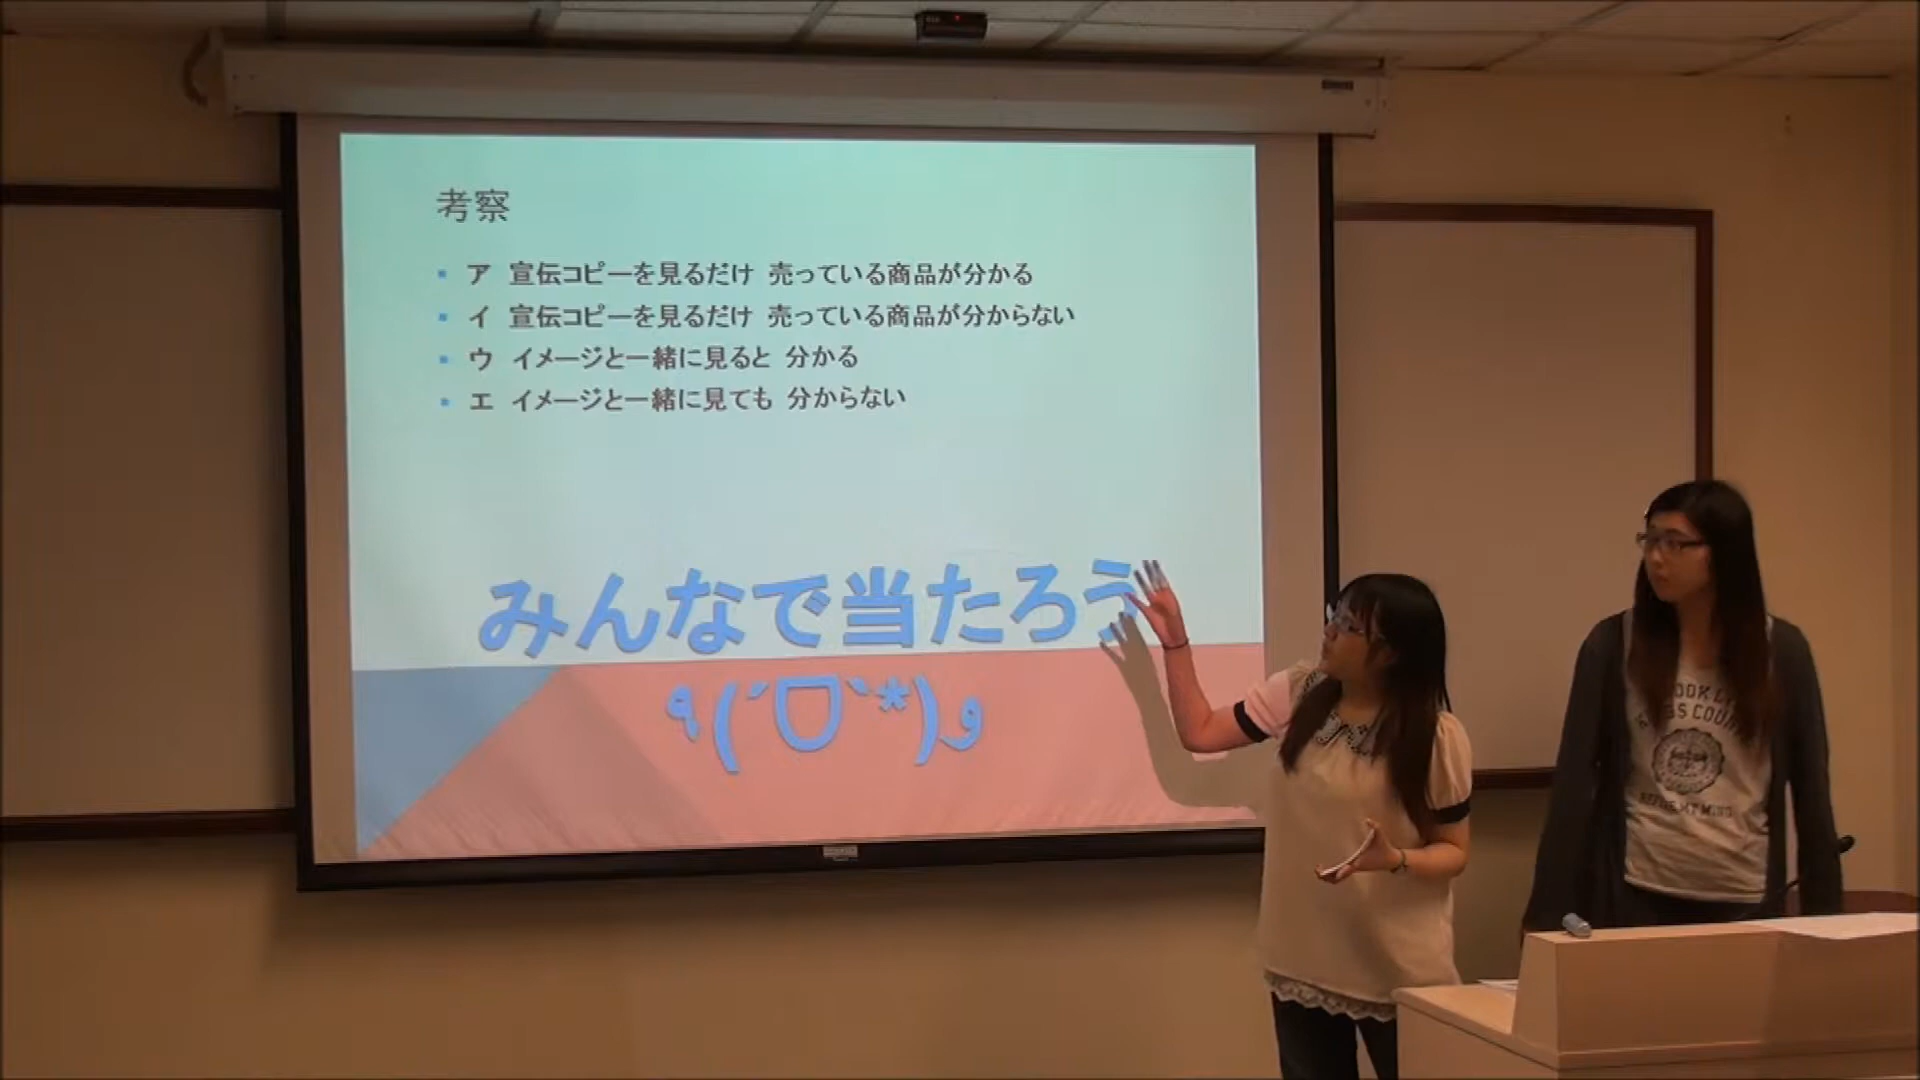 考察
▪ ア 宣伝コピーを見るだけ 売っている商品が分かる
▪ イ 宣伝コピーを見るだけ 売っている商品が分からない
▪ ウ イメージと一緒に見ると 分かる
▪ エ イメージと一緒に見ても 分からない
みんなで当たろう
٩(´ㅁ`*)و